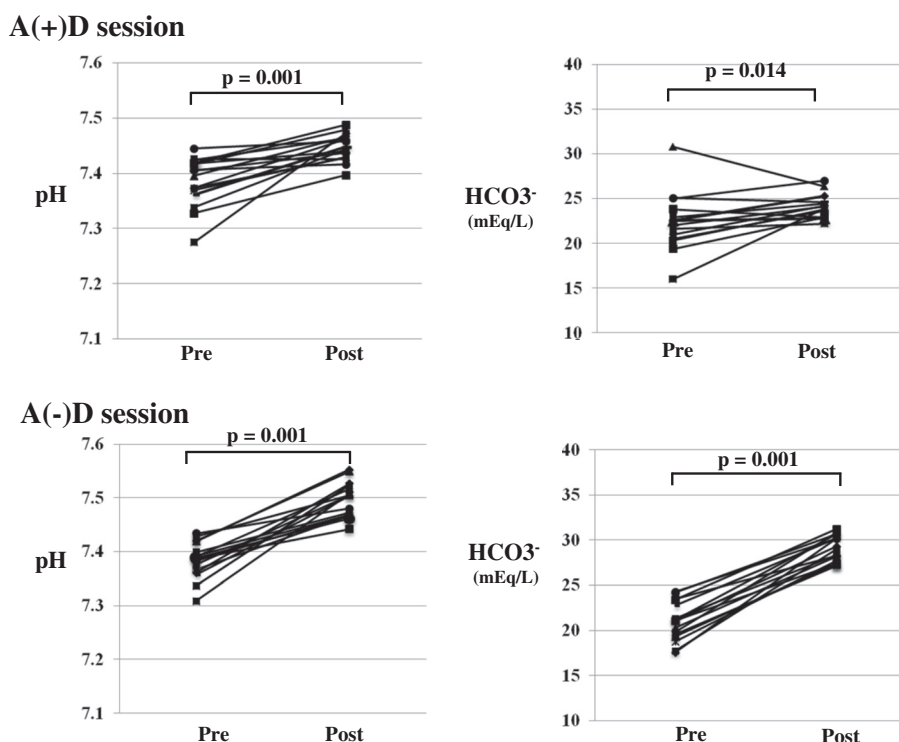 A(+)D session
p = 0.001
7.6
7.5
7.4
7.3
7.2
7.1
pH
Pre Post
p = 0.014
40
35
30
25
20
15
10
HCO3-
(mEq/L)
Pre Post
A(-)D session
p = 0.001
7.6
7.5
7.4
7.3
7.2
7.1
pH
Pre Post
p = 0.001
40
35
30
25
20
15
10
HCO3-
(mEq/L)
Pre Post